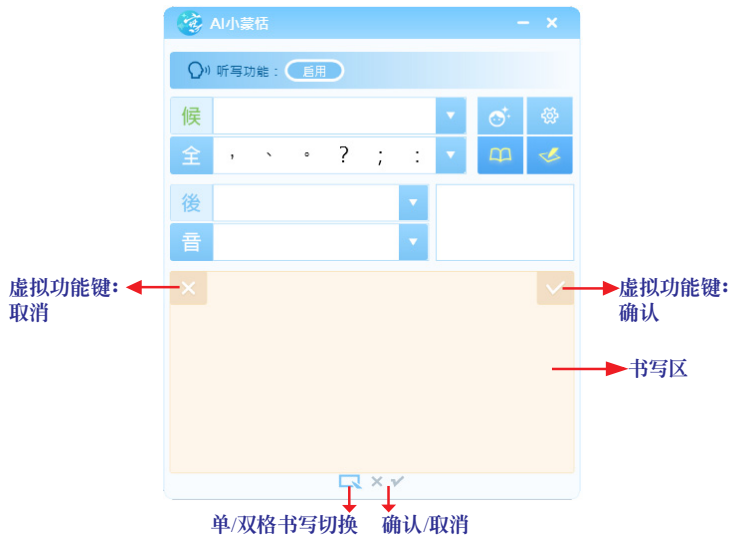 AI小蒙恬
听写功能：启用
候
全 ， 、 。 ? ; :
後
音
虚拟功能键：
取消
虚拟功能键：
确认
书写区
单/双格书写切换
确认/取消